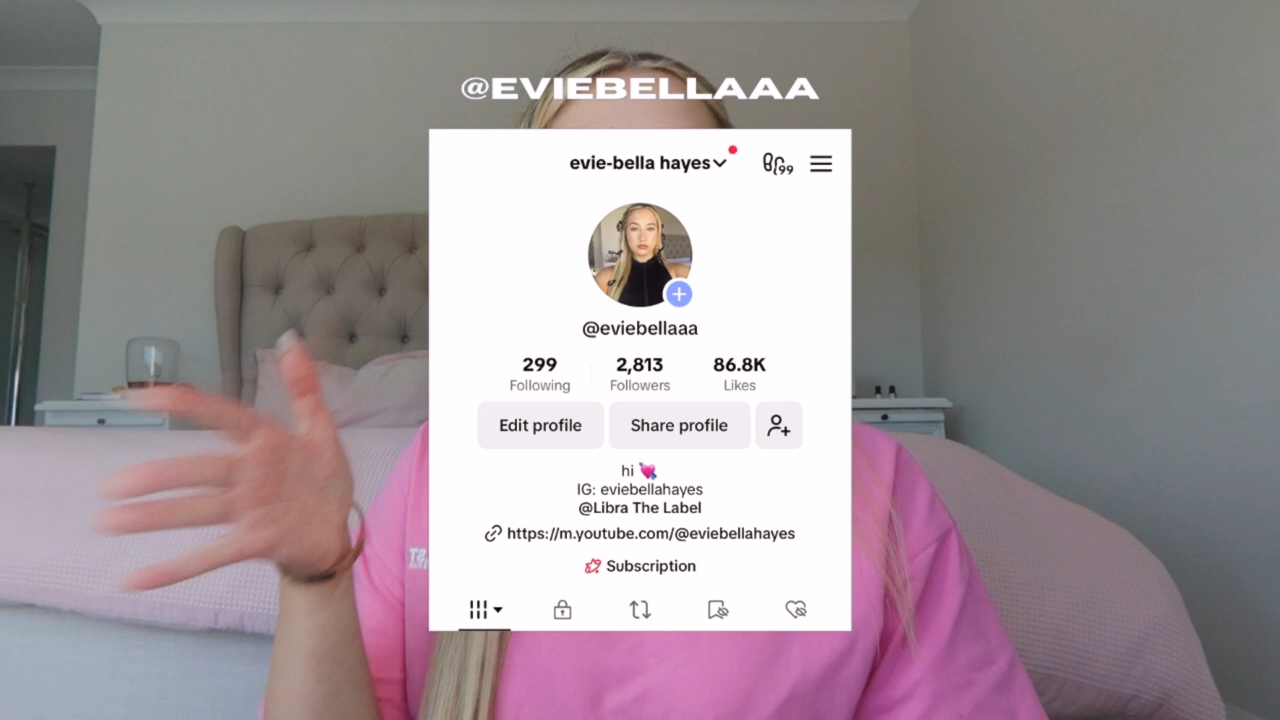 @EVIEBELLAAA
evie-bella hayes
99
@eviebellaaa
299 2,813 86.8K
Following Followers Likes
Edit profile Share profile
hi 💘
IG: eviebellahayes
@Libra The Label
https://m.youtube.com/@eviebellahayes
Subscription